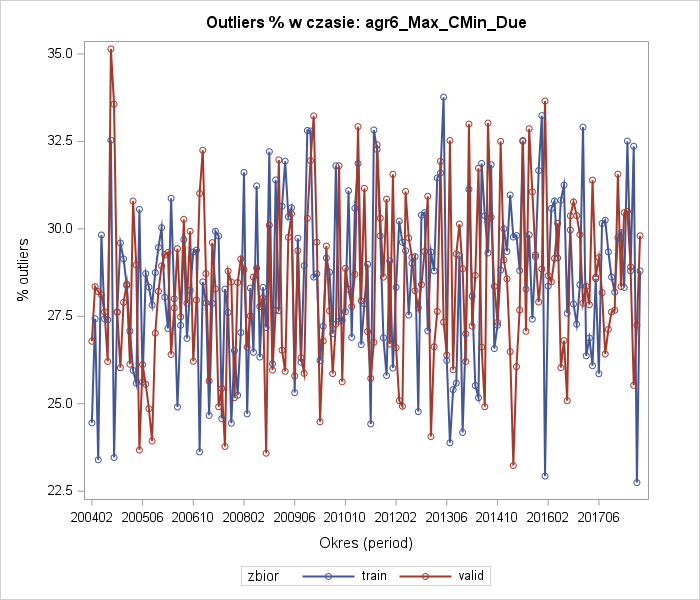 Outliers % w czasie: agr6_Max_CMin_Due
35.0
32.5
30.0
27.5
25.0
22.5
% outliers
200402 200506 200610 200802 200906 201010 201202 201306 201410 201602 201706
Okres (period)
zbior train valid